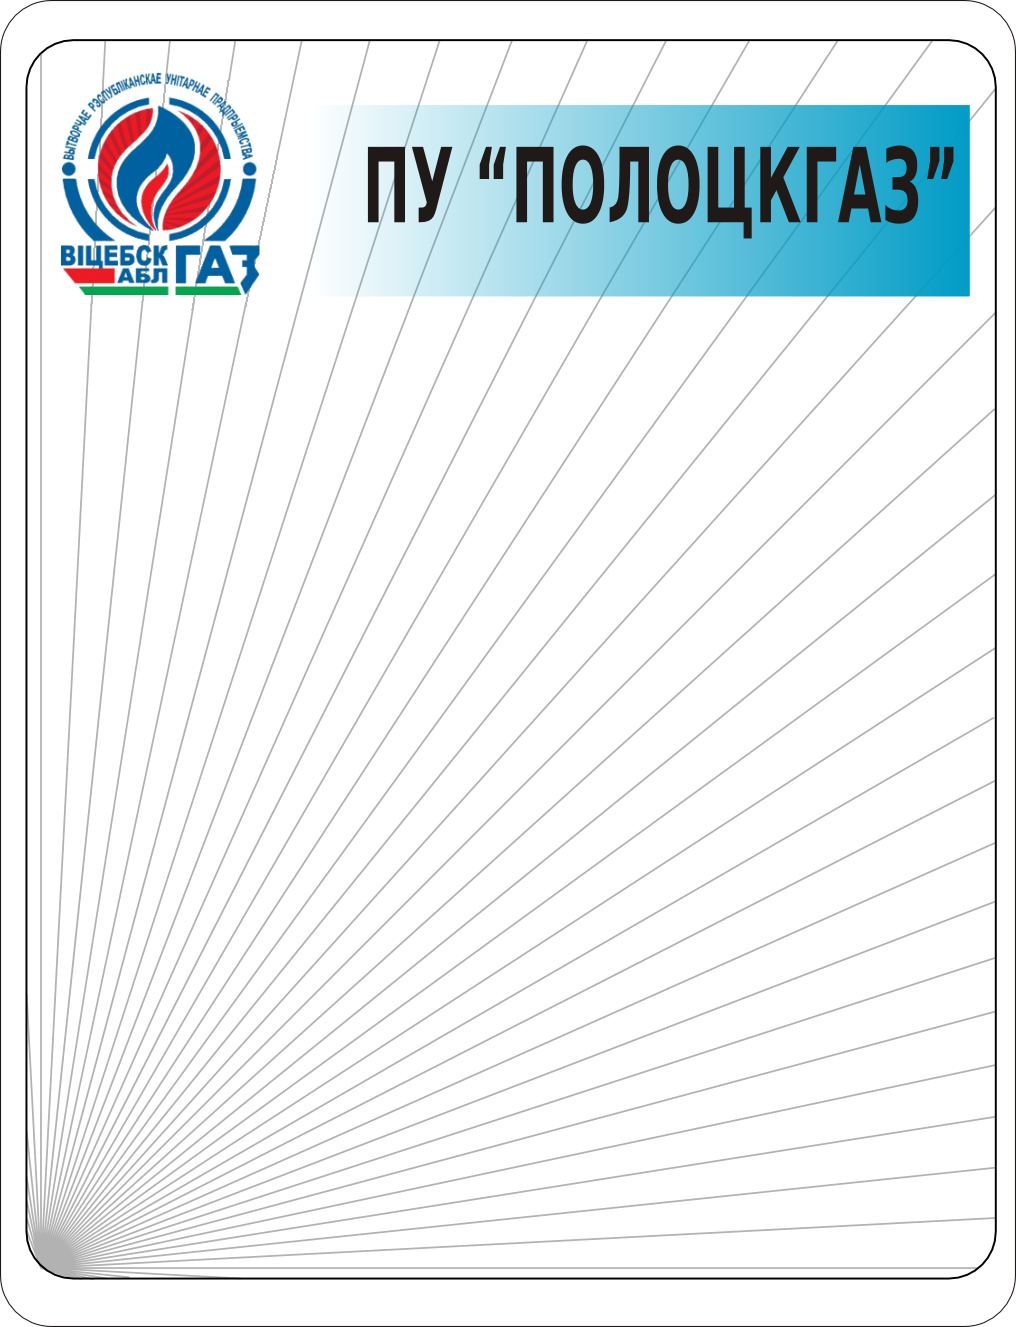 ВЫТВОРЧАЕ РЭСПУБЛІКАНСКАЕ УНІТАРНАЕ ПРАДПРЫЕМСТВА
ВІЦЕБСК
АБЛ
ГАЗ
ПУ “ПОЛОЦКГАЗ”